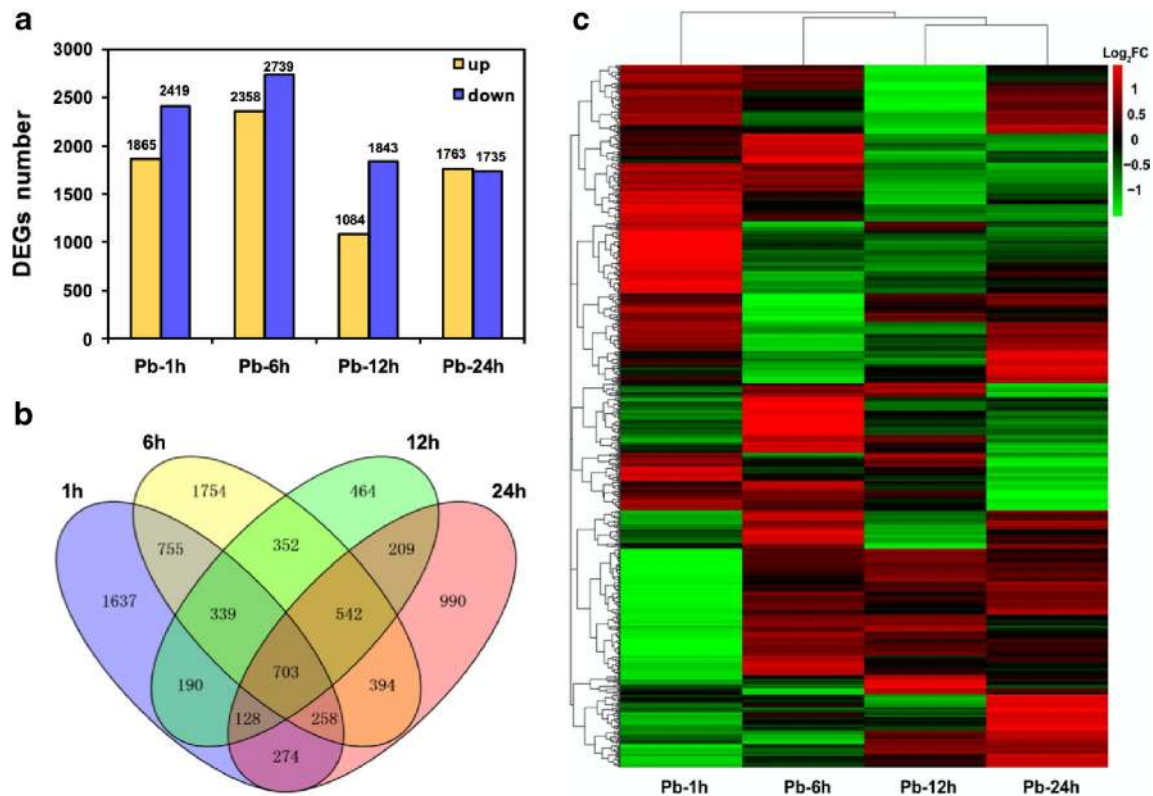 a
3000
2500
2000
1500
1000
500
0
DEGs number
1865
2419
2358
2739
1084
1843
1763
1735
up
down
Pb-1h
Pb-6h
Pb-12h
Pb-24h
b
1h
6h
12h
24h
1754
464
755
352
209
1637
339
542
990
703
190
394
128
258
274
c
Log2FC
1
0.5
0
−0.5
−1
Pb-1h
Pb-6h
Pb-12h
Pb-24h